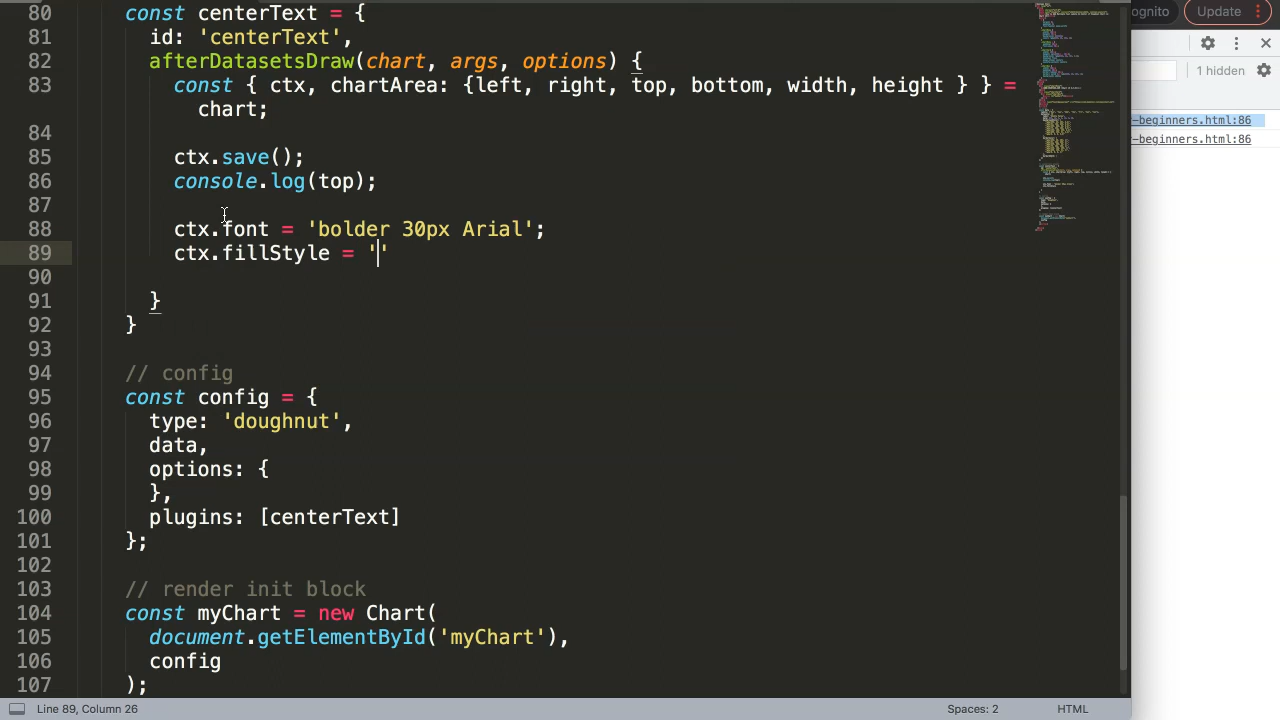 80 const centerText = {
81 id: 'centerText',
82 afterDatasetsDraw(chart, args, options) {
83 const { ctx, chartArea: {left, right, top, bottom, width, height } } =
chart;
84
85 ctx.save();
86 console.log(top);
87
88 ctx.font = 'bolder 30px Arial';
89 ctx.fillStyle = ''
90
91 }
92 }
93
94 // config
95 const config = {
96 type: 'doughnut',
97 data,
98 options: {
99 },
100 plugins: [centerText]
101 };
102
103 // render init block
104 const myChart = new Chart(
105 document.getElementById('myChart'),
106 config
107 );
Line 89, Column 26
Spaces: 2
HTML
ognito
Update
1 hidden
-beginners.html:86
-beginners.html:86